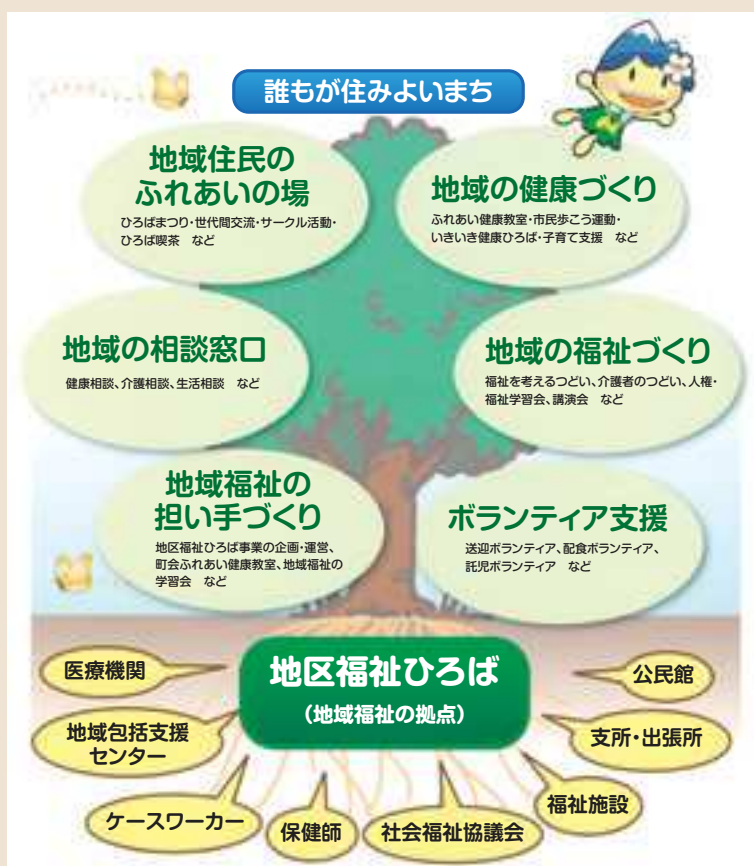 誰もが住みよいまち
地域住民の
ふれあいの場
ひろばまつり・世代間交流・サークル活動・
ひろば喫茶　など
地域の健康づくり
ふれあい健康教室・市民歩こう運動・
いきいき健康ひろば・子育て支援　など
地域の相談窓口
健康相談、介護相談、生活相談　など
地域の福祉づくり
福祉を考えるつどい、介護者のつどい、人権・
福祉学習会、講演会　など
地域福祉の
担い手づくり
地区福祉ひろば事業の企画・運営、
町会ふれあい健康教室、地域福祉の
学習会　など
ボランティア支援
送迎ボランティア、配食ボランティア、
託児ボランティア　など
地区福祉ひろば
（地域福祉の拠点）
医療機関
公民館
地域包括支援
センター
支所・出張所
ケースワーカー
保健師
社会福祉協議会
福祉施設